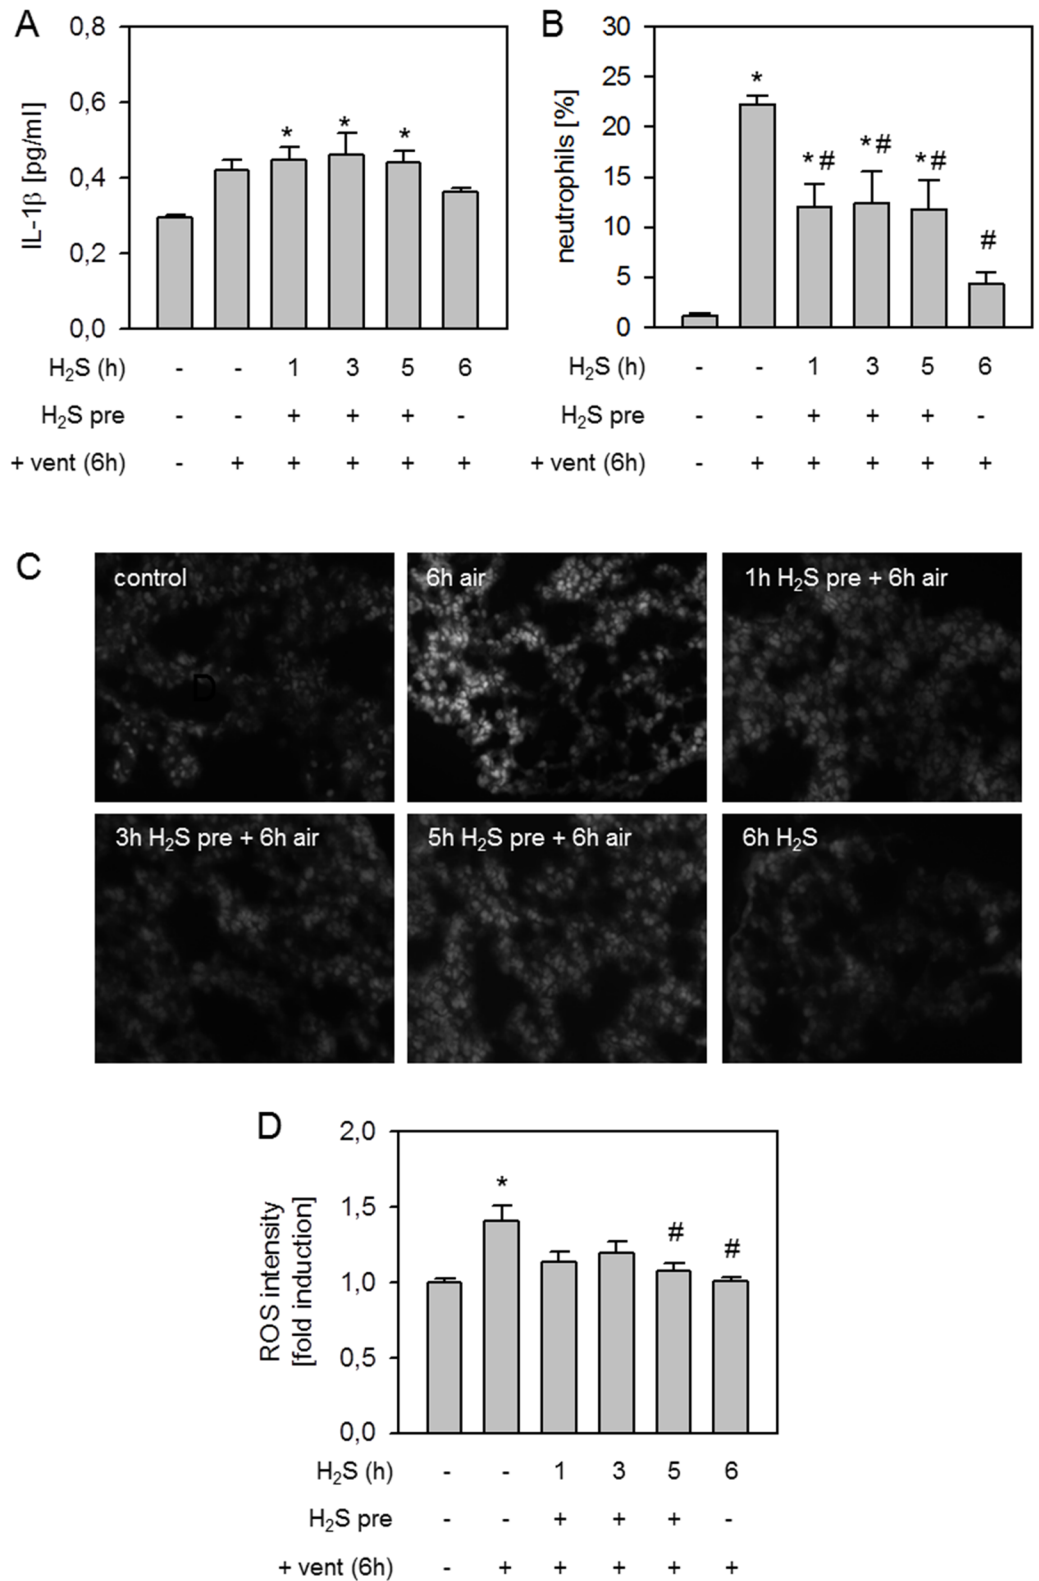 A
IL-1β [pg/ml]
0,8
0,6
0,4
0,2
0,0
* * *
H₂S (h) - - 1 3 5 6
H₂S pre - - + + + -
+ vent (6h) - + + + + +
B
neutrophils [%]
30
25
20
15
10
5
0
* *# *# *# #
H₂S (h) - - 1 3 5 6
H₂S pre - - + + + -
+ vent (6h) - + + + + +
C
control
6h air
1h H₂S pre + 6h air
D
3h H₂S pre + 6h air
5h H₂S pre + 6h air
6h H₂S
D
ROS intensity
[fold induction]
2,0
1,5
1,0
0,5
0,0
* # #
H₂S (h) - - 1 3 5 6
H₂S pre - - + + + -
+ vent (6h) - + + + + +